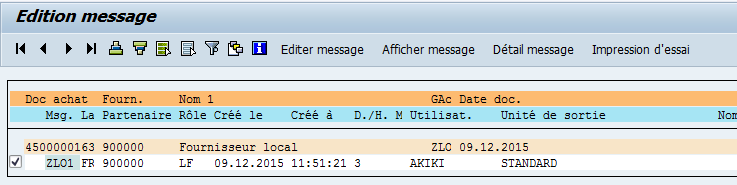 Edition message
Editer message Afficher message Détail message Impression d'essai
Doc achat Fourn. Nom 1 GAc Date doc.
Msg. La Partenaire Rôle Créé le Créé à D./H. M Utilisat. Unité de sortie Nom
4500000163 900000 Fournisseur local ZLO 09.12.2015
ZLO1 FR 900000 LF 09.12.2015 11:51:21 3 AKIKI STANDARD